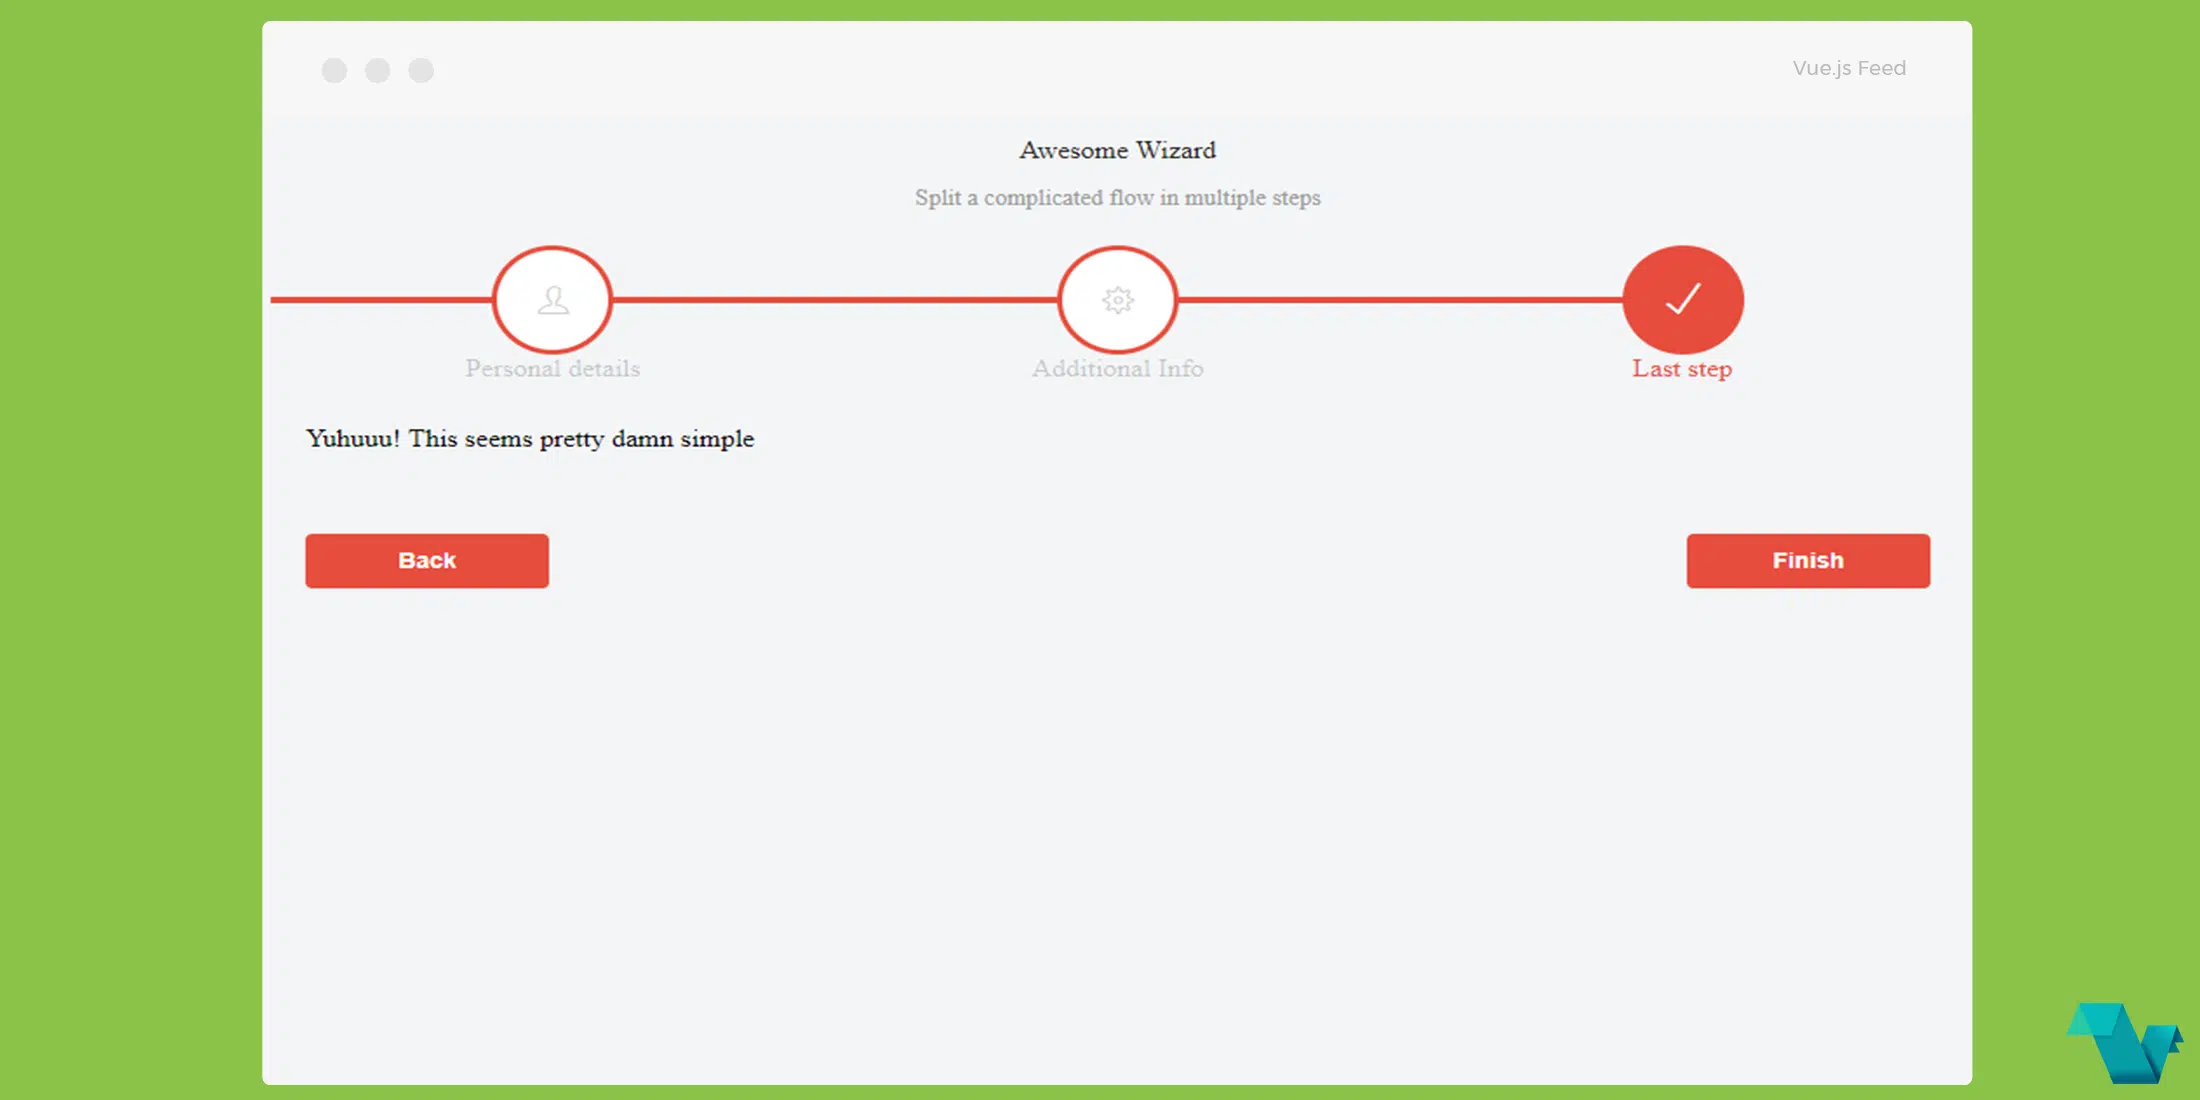 Vue.js Feed
Awesome Wizard
Split a complicated flow in multiple steps
Personal details
Additional Info
Last step
Yuhuuu! This seems pretty damn simple
Back
Finish